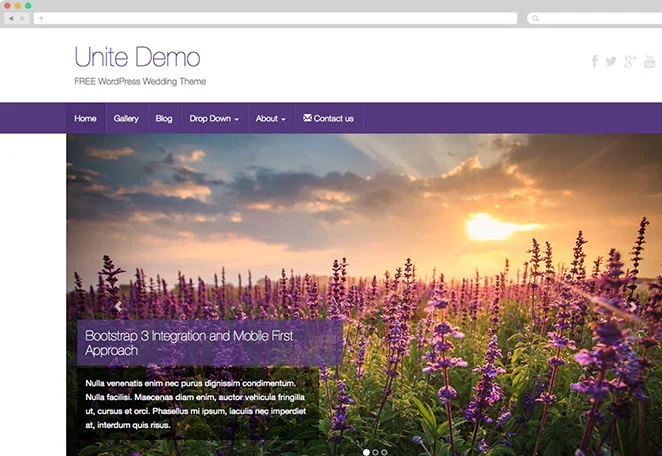 Unite Demo
FREE WordPress Wedding Theme
Home Gallery Blog Drop Down About Contact us
Bootstrap 3 Integration and Mobile First
Approach
Nulla venenatis enim nec purus dignissim condimentum.
Nulla facilisi. Maecenas diam enim, auctor vehicula fringilla
ut, cursus et orci. Phasellus mi ipsum, iaculis nec imperdiet
at, interdum quis risus.